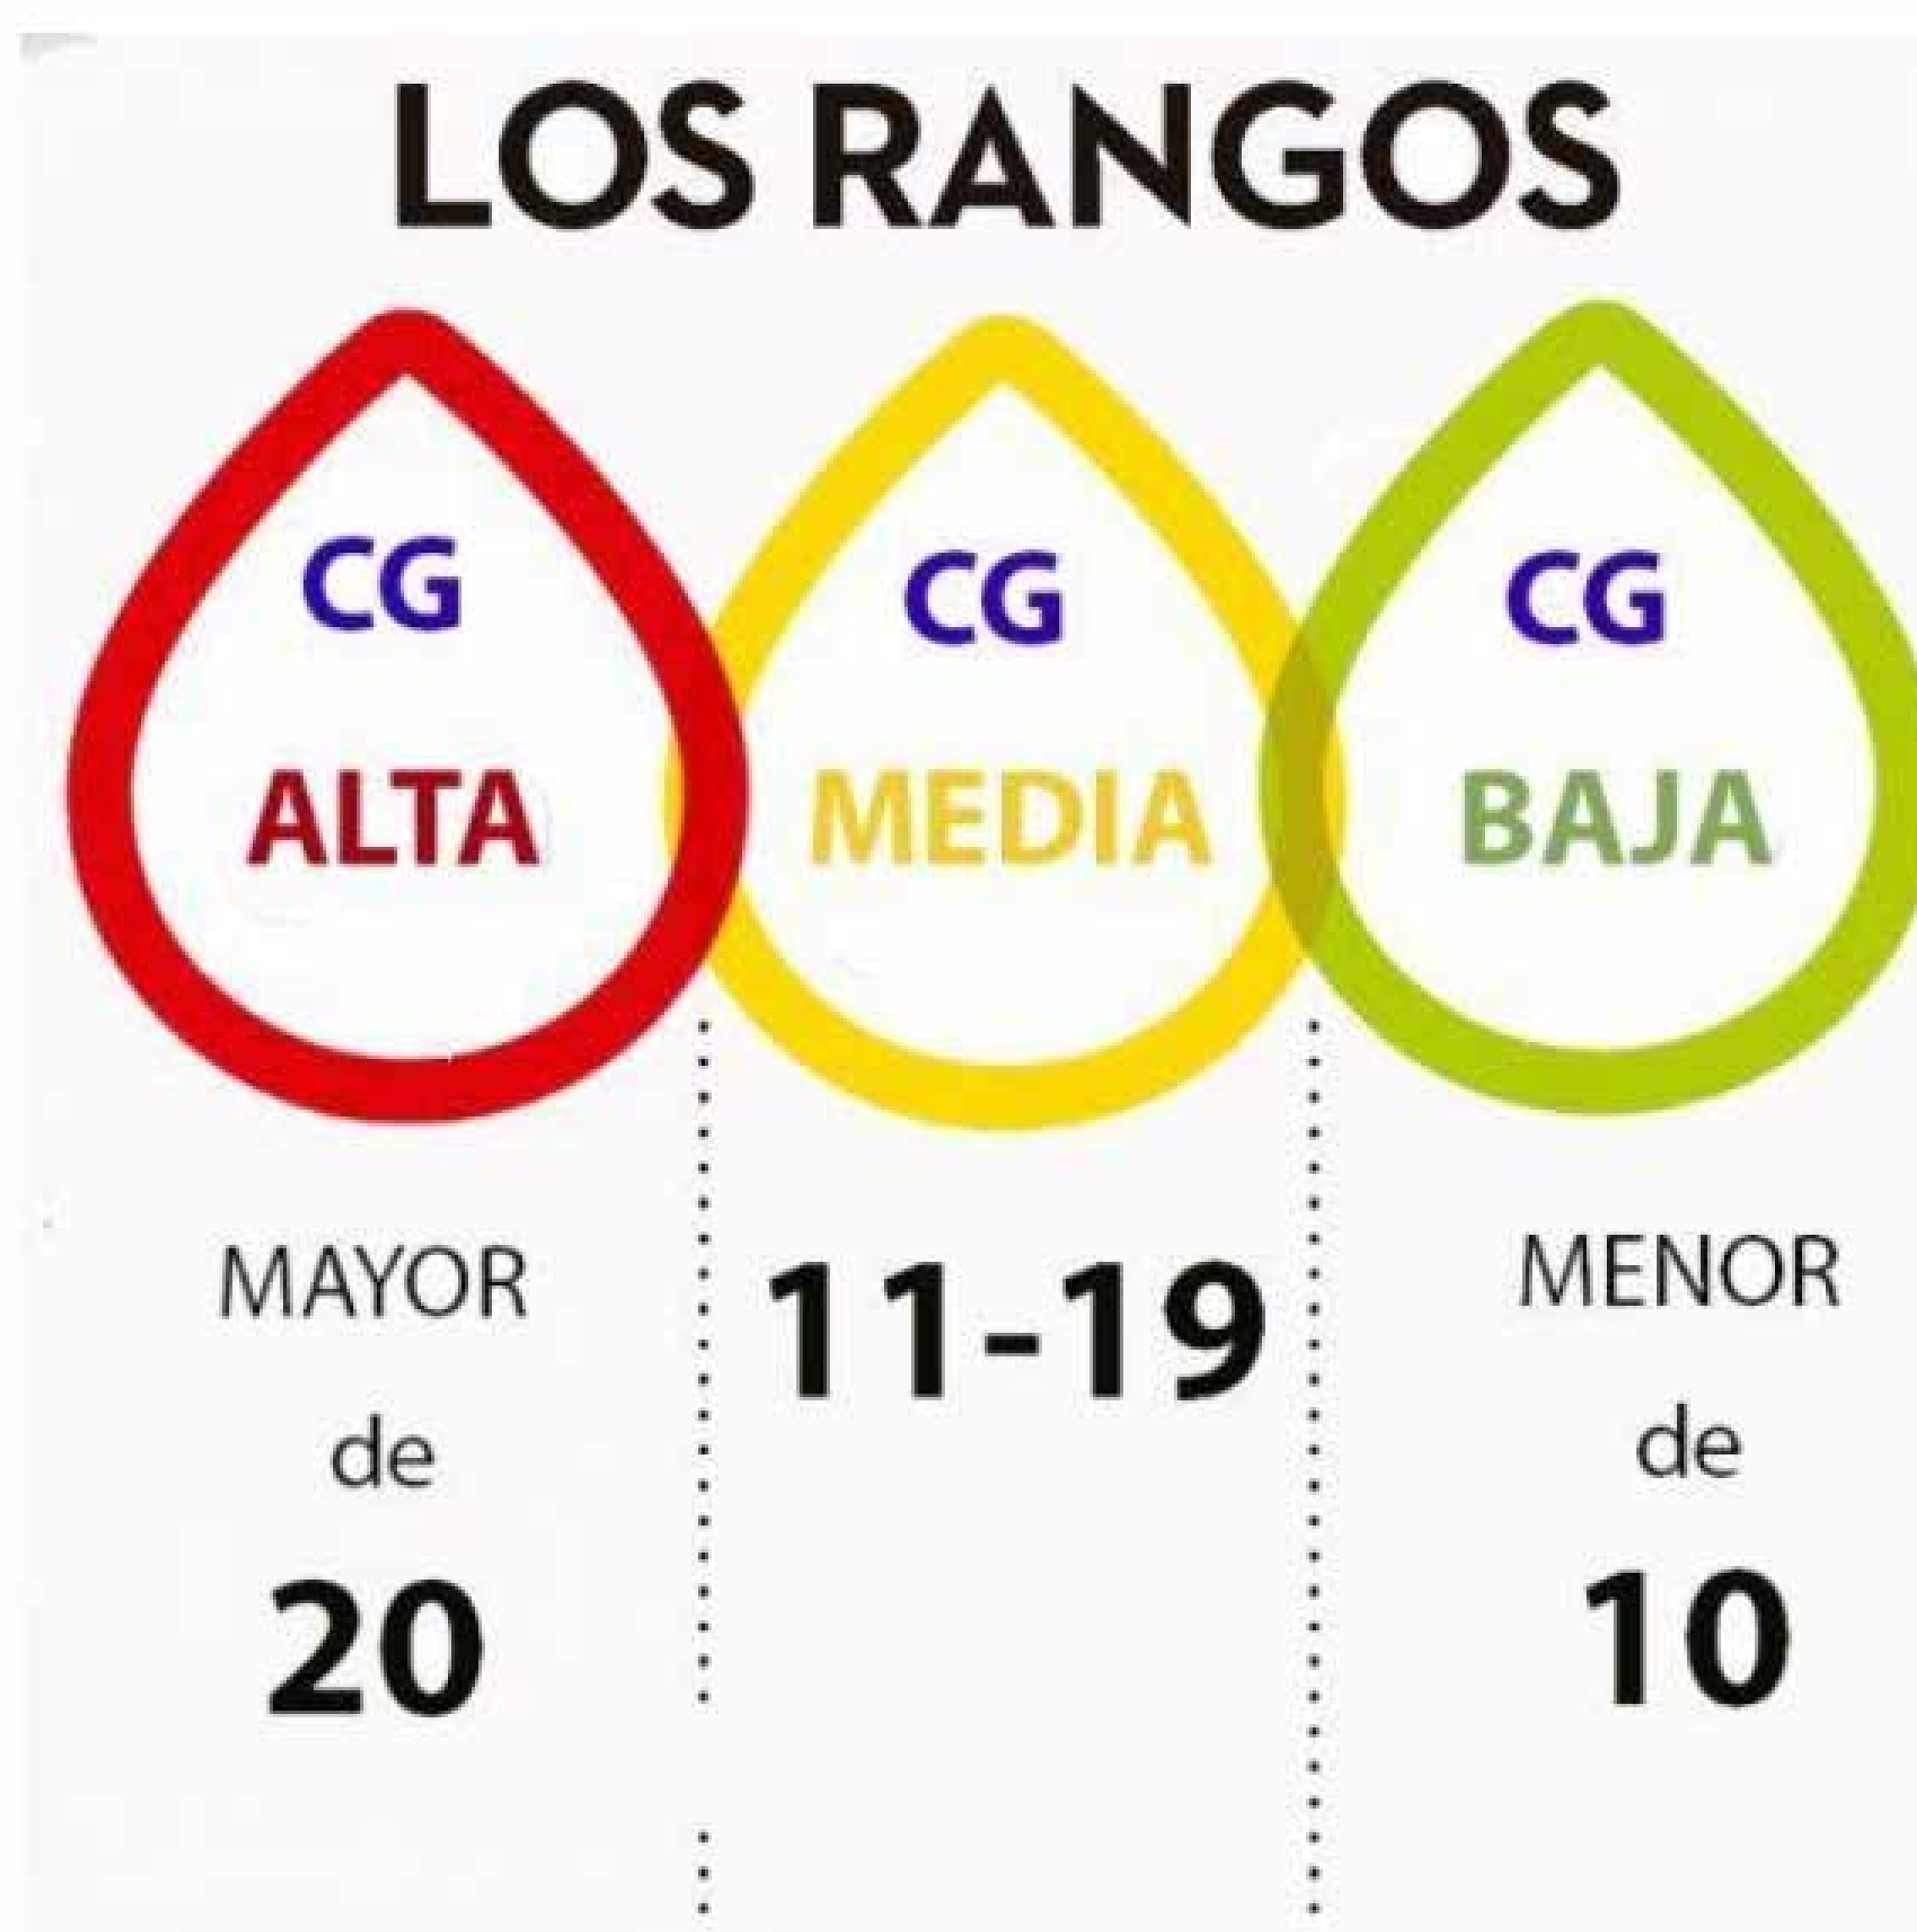 LOS RANGOS
CG
ALTA
MAYOR
de
20
CG
MEDIA
11-19
CG
BAJA
MENOR
de
10